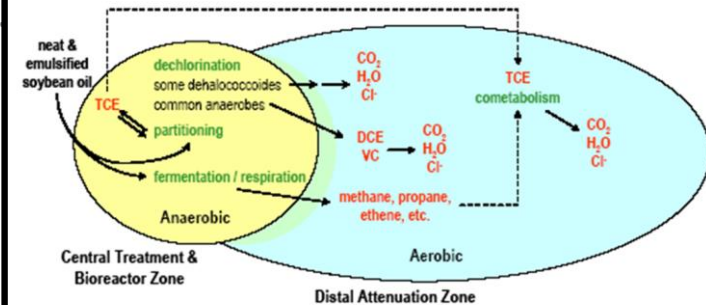 neat &
emulsified
soybean oil
TCE
dechlorination
some dehalococcoides
common anaerobes
partitioning
fermentation / respiration
Anaerobic
Central Treatment &
Bioreactor Zone
CO2
H2O
Cl-
DCE
VC
CO2
H2O
Cl-
methane, propane,
ethene, etc.
TCE
cometabolism
CO2
H2O
Cl-
Aerobic
Distal Attenuation Zone